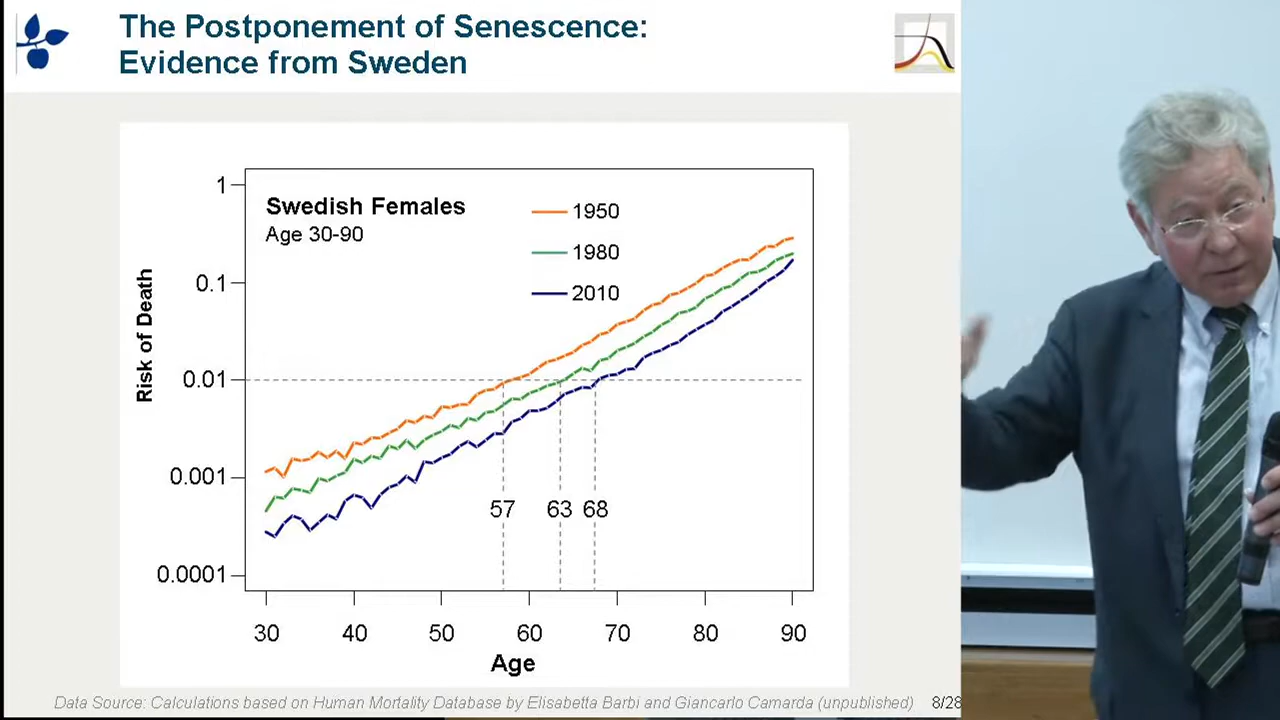 The Postponement of Senescence:
Evidence from Sweden
Swedish Females
Age 30-90
1950
1980
2010
Risk of Death
1
0.1
0.01
0.001
0.0001
57 63 68
30 40 50 60 70 80 90
Age
Data Source: Calculations based on Human Mortality Database by Elisabetta Barbi and Giancarlo Camarda (unpublished) 8/28